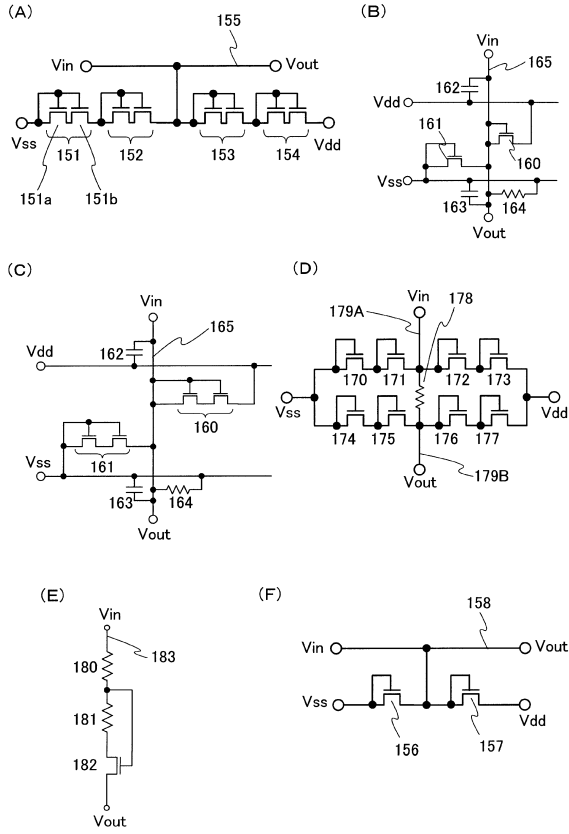 (A)
155
Vin
Vout
Vss
151
152
153
154
Vdd
151a
151b
(B)
Vin
165
162
Vdd
161
160
Vss
163
164
Vout
(C)
Vin
165
162
Vdd
160
Vss
161
163
164
Vout
(D)
Vin
178
179A
170
171
172
173
Vss
Vdd
174
175
176
177
Vout
179B
(E)
Vin
183
180
181
182
Vout
(F)
158
Vin
Vout
Vss
Vdd
156
157